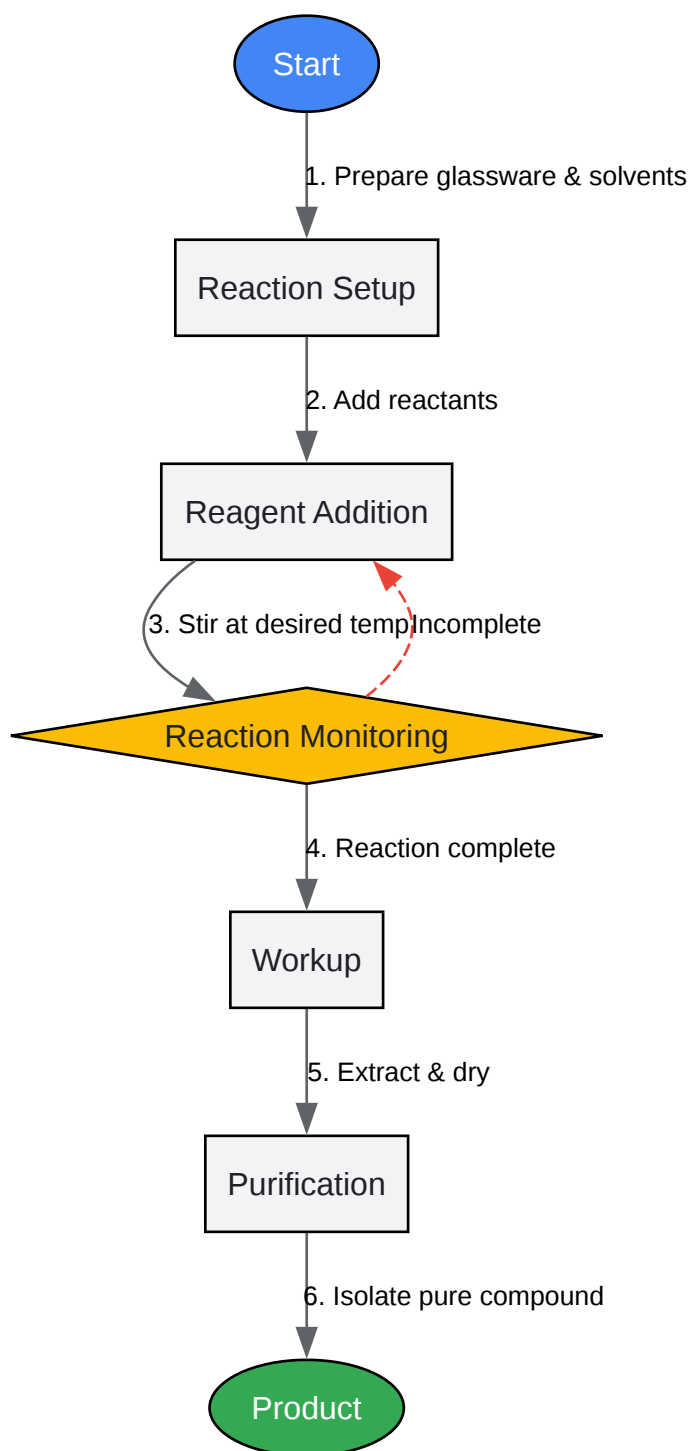 Start
1. Prepare glassware & solvents
Reaction Setup
2. Add reactants
Reagent Addition
3. Stir at desired temp
Incomplete
Reaction Monitoring
4. Reaction complete
Workup
5. Extract & dry
Purification
6. Isolate pure compound
Product